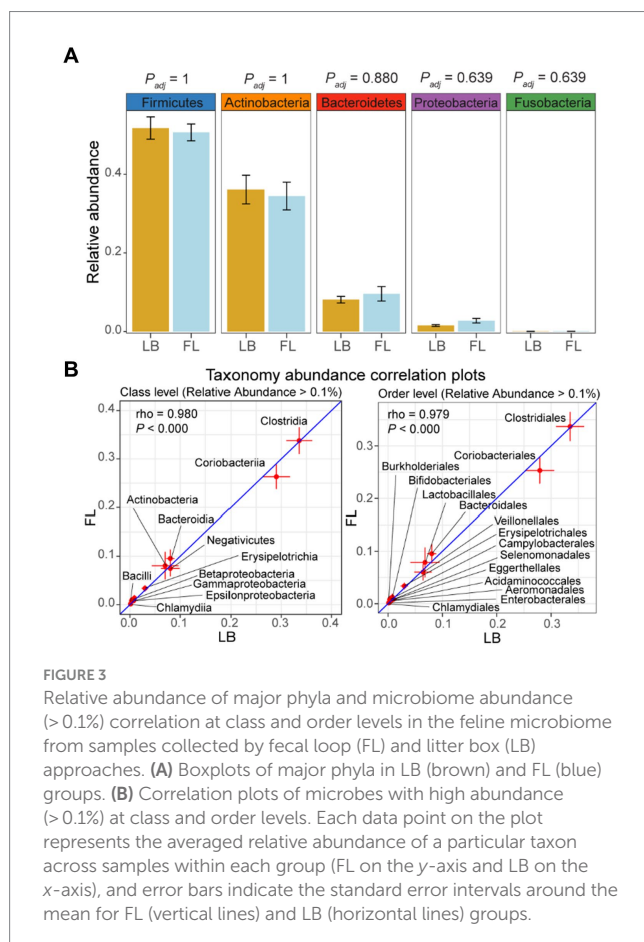 A
P adj = 1 P adj = 1 P adj = 0.880 P adj = 0.639 P adj = 0.639
Firmicutes Actinobacteria Bacteroidetes Proteobacteria Fusobacteria
Relative abundance
0.4
0.2
0.0
LB FL LB FL LB FL LB FL LB FL
B
Taxonomy abundance correlation plots
Class level (Relative Abundance > 0.1%)
rho = 0.980
P < 0.000
Clostridia
Coriobacteriia
Actinobacteria
Bacteroidia
Negativicutes
Erysipelotrichia
Bacilli
Betaproteobacteria
Gammaproteobacteria
Epsilonproteobacteria
Chlamydiia
FL
0.4
0.3
0.2
0.1
0.0
0.0 0.1 0.2 0.3 0.4
LB
Order level (Relative Abundance > 0.1%)
rho = 0.979
P < 0.000
Clostridiales
Coriobacteriales
Burkholderiales
Bifidobacteriales
Lactobacillales
Bacteroidales
Veillonellales
Erysipelotrichales
Campylobacterales
Selenomonadales
Eggerthellales
Acidaminococcales
Aeromonadales
Enterobacterales
Chlamydiales
FL
0.3
0.2
0.1
0.0
0.0 0.1 0.2 0.3
LB
FIGURE 3
Relative abundance of major phyla and microbiome abundance
(> 0.1%) correlation at class and order levels in the feline microbiome
from samples collected by fecal loop (FL) and litter box (LB)
approaches. (A) Boxplots of major phyla in LB (brown) and FL (blue)
groups. (B) Correlation plots of microbes with high abundance
(> 0.1%) at class and order levels. Each data point on the plot
represents the averaged relative abundance of a particular taxon
across samples within each group (FL on the y-axis and LB on the
x-axis), and error bars indicate the standard error intervals around the
mean for FL (vertical lines) and LB (horizontal lines) groups.